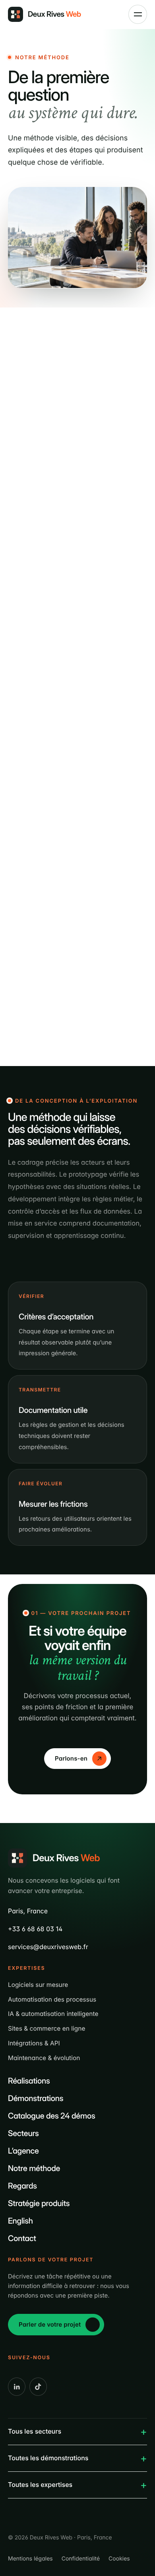 Deux Rives Web
NOTRE MÉTHODE
De la première
question
au système qui dure.
Une méthode visible, des décisions
expliquées et des étapes qui produisent
quelque chose de vérifiable.
DE LA CONCEPTION À L'EXPLOITATION
Une méthode qui laisse
des décisions vérifiables,
pas seulement des écrans.
Le cadrage précise les acteurs et leurs
responsabilités. Le prototypage vérifie les
hypothèses avec des situations réelles. Le
développement intègre les règles métier, le
contrôle d'accès et les flux de données. La
mise en service comprend documentation,
supervision et apprentissage continu.
VÉRIFIER
Critères d'acceptation
Chaque étape se termine avec un
résultat observable plutôt qu'une
impression générale.
TRANSMETTRE
Documentation utile
Les règles de gestion et les décisions
techniques doivent rester
compréhensibles.
FAIRE ÉVOLUER
Mesurer les frictions
Les retours des utilisateurs orientent les
prochaines améliorations.
01 — VOTRE PROCHAIN PROJET
Et si votre équipe
voyait enfin
la même version du
travail ?
Décrivons votre processus actuel,
ses points de friction et la première
amélioration qui compterait vraiment.
Parlons-en
Deux Rives Web
Nous concevons les logiciels qui font
avancer votre entreprise.
Paris, France
+33 6 68 68 03 14
services@deuxrivesweb.fr
EXPERTISES
Logiciels sur mesure
Automatisation des processus
IA & automatisation intelligente
Sites & commerce en ligne
Intégrations & API
Maintenance & évolution
Réalisations
Démonstrations
Catalogue des 24 démos
Secteurs
L'agence
Notre méthode
Regards
Stratégie produits
English
Contact
PARLONS DE VOTRE PROJET
Décrivez une tâche répétitive ou une
information difficile à retrouver : nous vous
répondons avec une première piste.
Parler de votre projet
SUIVEZ-NOUS
Tous les secteurs
Toutes les démonstrations
Toutes les expertises
© 2026 Deux Rives Web · Paris, France
Mentions légales Confidentialité Cookies